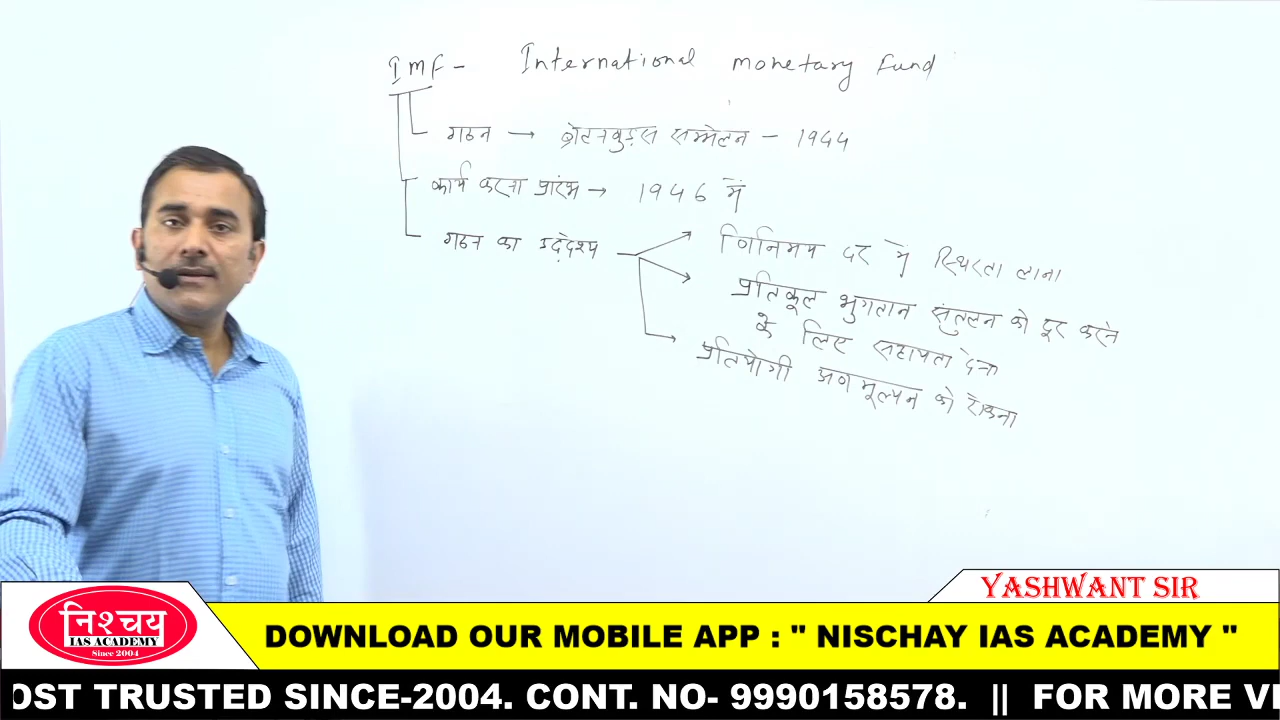 IMF - International monetary Fund
गठन → ब्रेटनवुड्स सम्मेलन - 1944
कार्य करना प्रारंभ → 1946 में
गठन का उद्देश्य
विनिमय दर में स्थिरता लाना
प्रतिकूल भुगतान संतुलन को दूर करने
के लिए सहायता देना
प्रतियोगी अवमूल्यन को रोकना
YASHWANT SIR
निश्चय
IAS ACADEMY
Since 2004
DOWNLOAD OUR MOBILE APP : " NISCHAY IAS ACADEMY "
OST TRUSTED SINCE-2004. CONT. NO- 9990158578. || FOR MORE VI